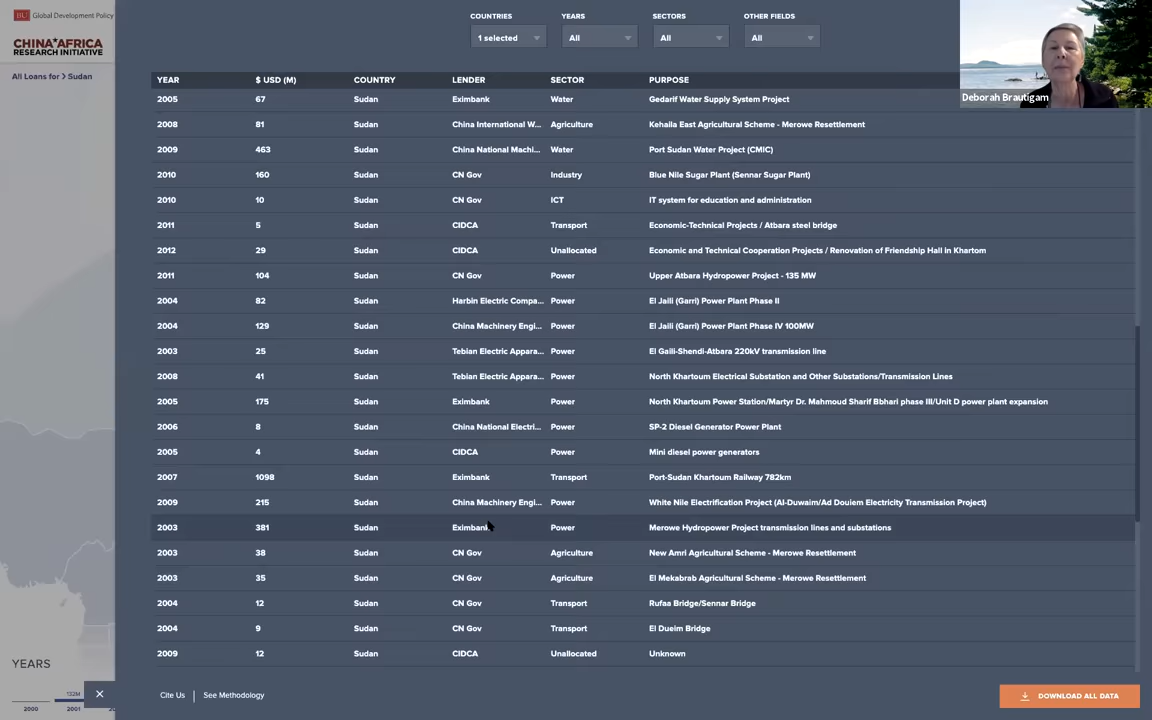 BU Global Development Policy
CHINA★AFRICA
RESEARCH INITIATIVE
All Loans for > Sudan
COUNTRIES YEARS SECTORS OTHER FIELDS
1 selected All All All
Deborah Brautigam
YEAR $ USD (M) COUNTRY LENDER SECTOR PURPOSE
2005 67 Sudan Eximbank Water Gedarif Water Supply System Project
2008 81 Sudan China International W... Agriculture Kehaila East Agricultural Scheme - Merowe Resettlement
2009 463 Sudan China National Machi... Water Port Sudan Water Project (CMIC)
2010 160 Sudan CN Gov Industry Blue Nile Sugar Plant (Sennar Sugar Plant)
2010 10 Sudan CN Gov ICT IT system for education and administration
2011 5 Sudan CIDCA Transport Economic-Technical Projects / Atbara steel bridge
2012 29 Sudan CIDCA Unallocated Economic and Technical Cooperation Projects / Renovation of Friendship Hall in Khartom
2011 104 Sudan CN Gov Power Upper Atbara Hydropower Project - 135 MW
2004 82 Sudan Harbin Electric Compa... Power El Jaili (Garri) Power Plant Phase II
2004 129 Sudan China Machinery Engi... Power El Jaili (Garri) Power Plant Phase IV 100MW
2003 25 Sudan Tebian Electric Appara... Power El Gaili-Shendi-Atbara 220kV transmission line
2008 41 Sudan Tebian Electric Appara... Power North Khartoum Electrical Substation and Other Substations/Transmission Lines
2005 175 Sudan Eximbank Power North Khartoum Power Station/Martyr Dr. Mahmoud Sharif Bbhari phase III/Unit D power plant expansion
2006 8 Sudan China National Electri... Power SP-2 Diesel Generator Power Plant
2005 4 Sudan CIDCA Power Mini diesel power generators
2007 1098 Sudan Eximbank Transport Port-Sudan Khartoum Railway 782km
2009 215 Sudan China Machinery Engi... Power White Nile Electrification Project (Al-Duwaim/Ad Douiem Electricity Transmission Project)
2003 381 Sudan Eximbank Power Merowe Hydropower Project transmission lines and substations
2003 38 Sudan CN Gov Agriculture New Amri Agricultural Scheme - Merowe Resettlement
2003 35 Sudan CN Gov Agriculture El Mekabrab Agricultural Scheme - Merowe Resettlement
2004 12 Sudan CN Gov Transport Rufaa Bridge/Sennar Bridge
2004 9 Sudan CN Gov Transport El Dueim Bridge
2009 12 Sudan CIDCA Unallocated Unknown
YEARS
132M
2000 2001
Cite Us | See Methodology
DOWNLOAD ALL DATA